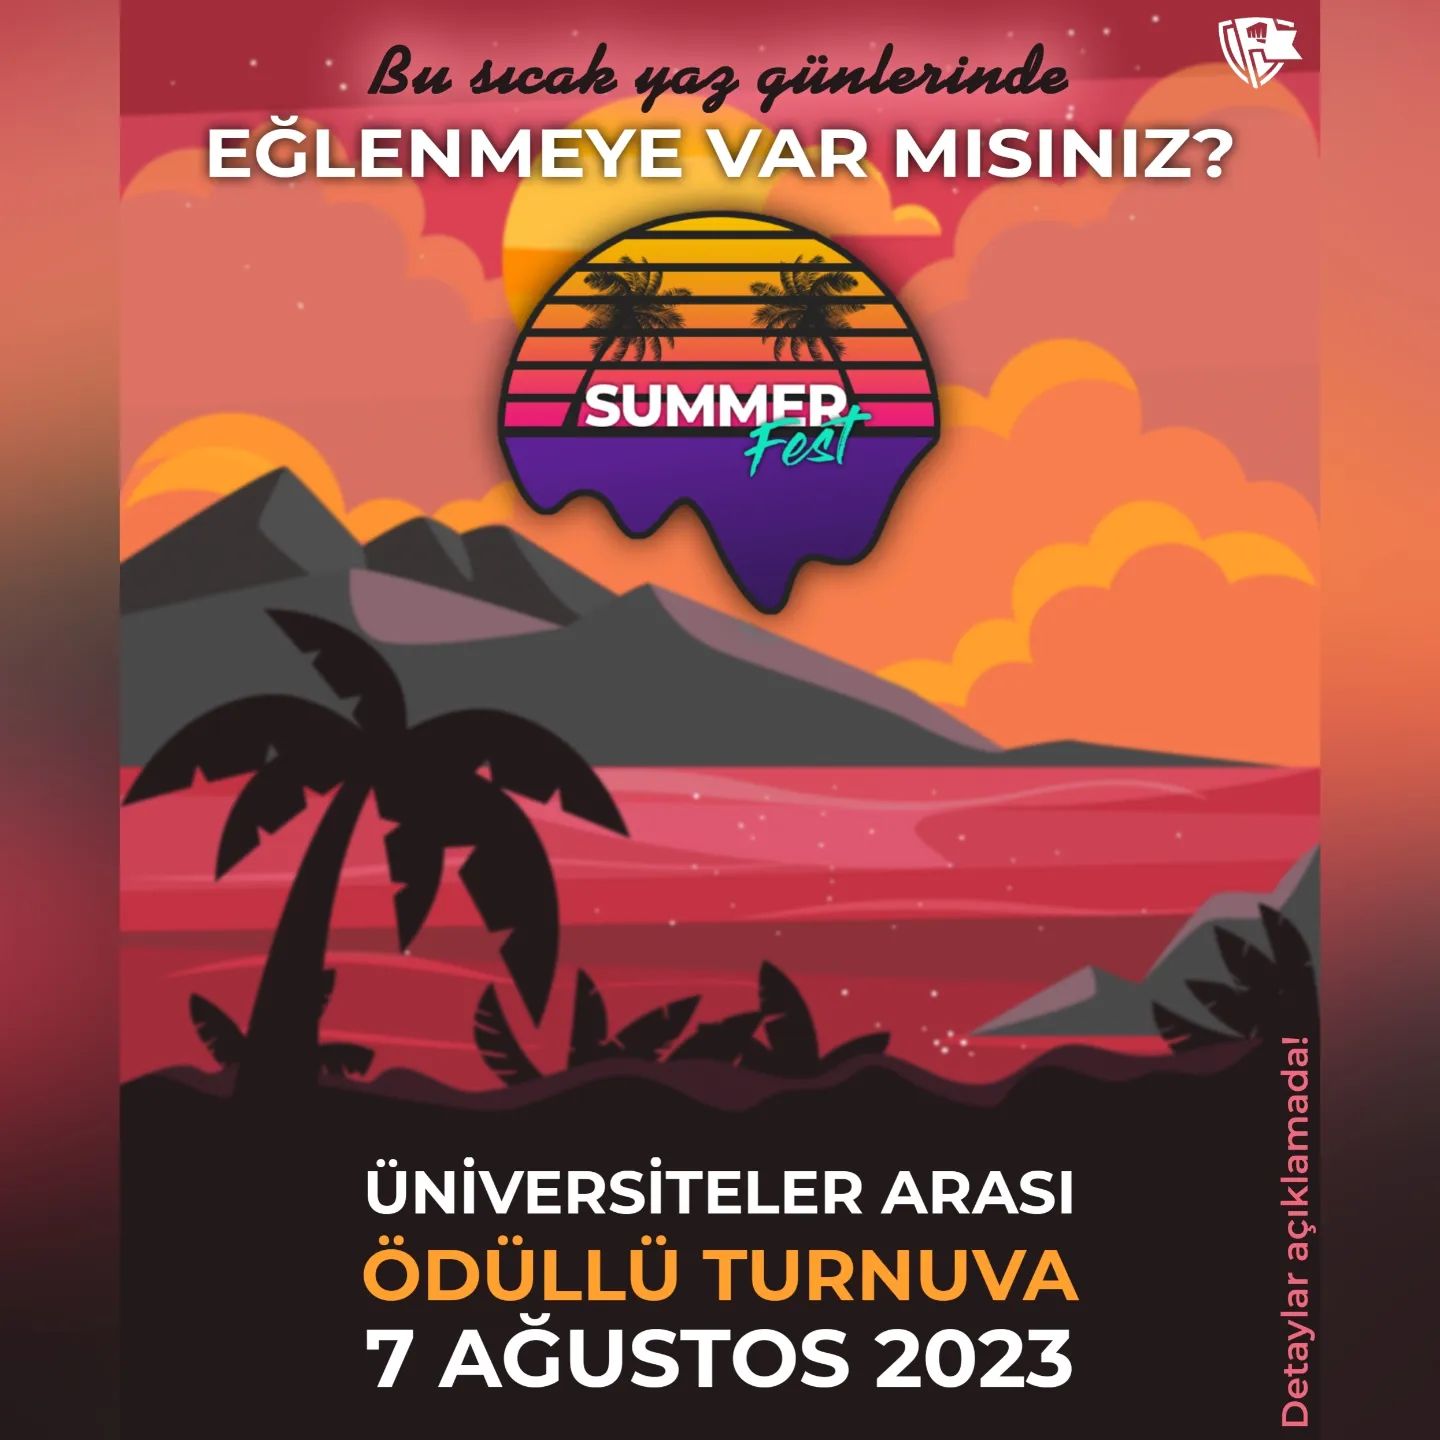 Bu sıcak yaz günlerinde
EĞLENMEYE VAR MISINIZ?
SUMMER
Fest
ÜNİVERSİTELER ARASI
ÖDÜLLÜ TURNUVA
7 AĞUSTOS 2023
Detaylar açıklamada!